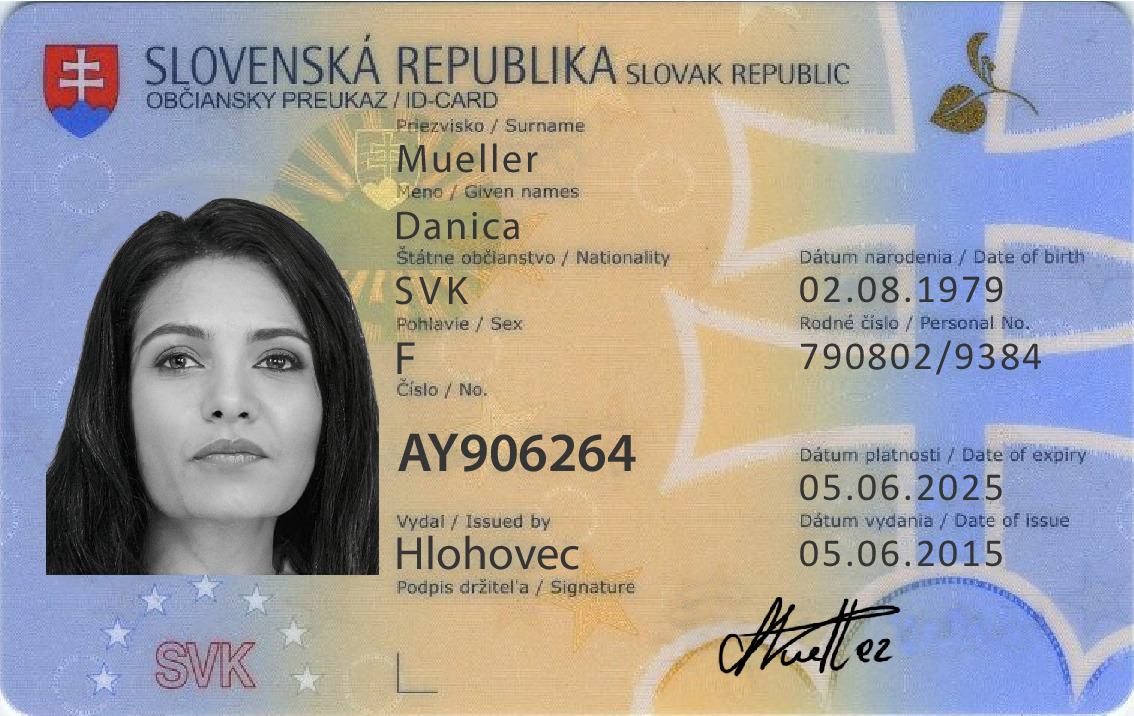 SLOVENSKÁ REPUBLIKA SLOVAK REPUBLIC
OBČIANSKY PREUKAZ / ID-CARD
Priezvisko / Surname
Mueller
Meno / Given names
Danica
Štátne občianstvo / Nationality
SVK
Pohlavie / Sex
F
Číslo / No.
AY906264
Vydal / Issued by
Hlohovec
Podpis držiteľa / Signature
Dátum narodenia / Date of birth
02.08.1979
Rodné číslo / Personal No.
790802/9384
Dátum platnosti / Date of expiry
05.06.2025
Dátum vydania / Date of issue
05.06.2015
SVK